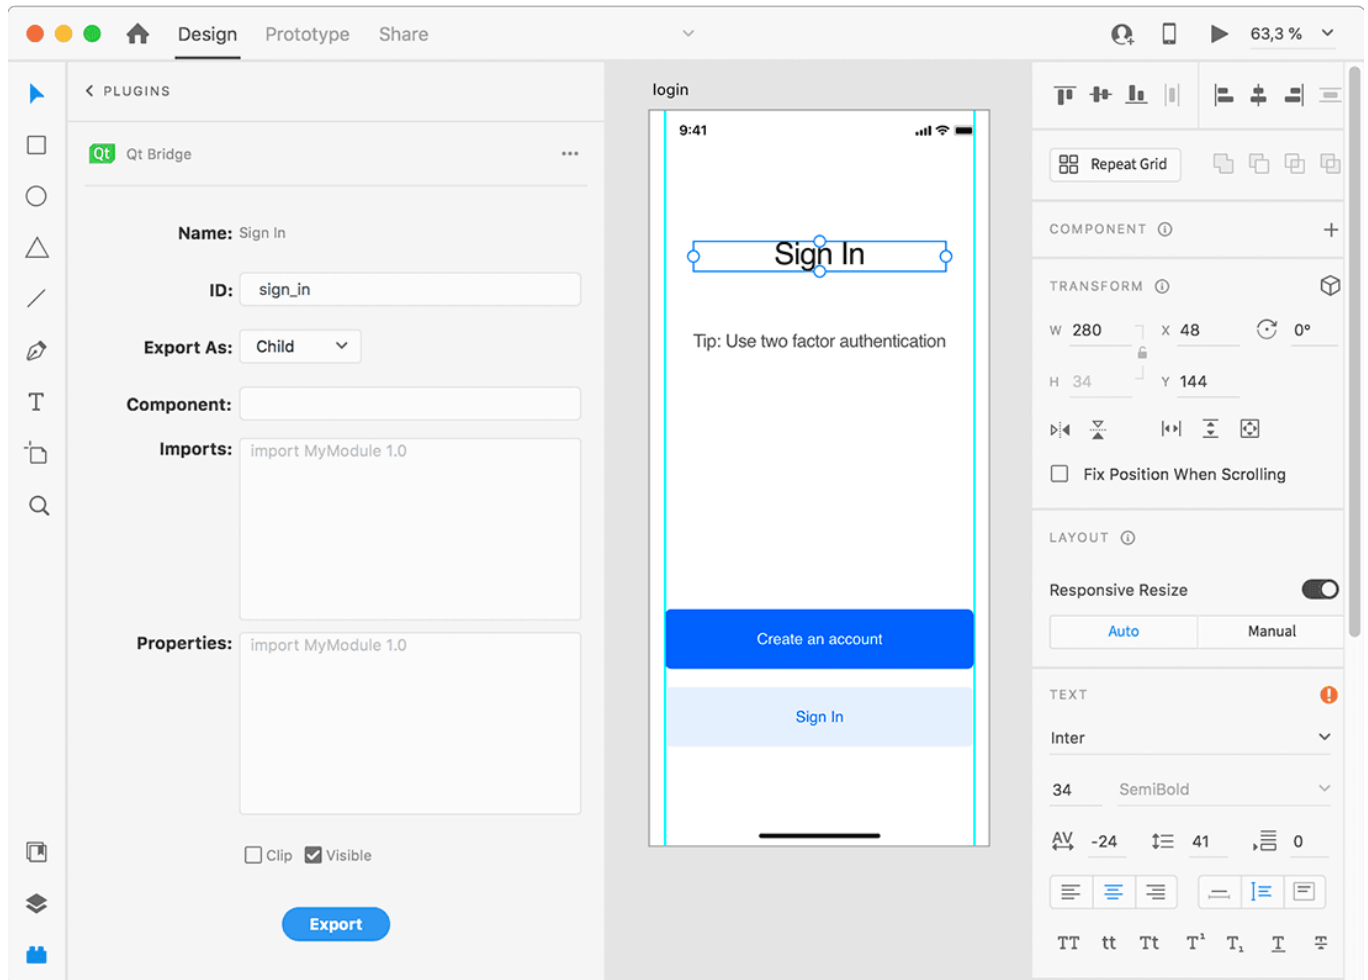 Design Prototype Share 63,3 %
PLUGINS
Qt Qt Bridge
Name: Sign In
ID: sign_in
Export As: Child
Component:
Imports: import MyModule 1.0
Properties: import MyModule 1.0
Clip Visible
Export
login
9:41
Sign In
Tip: Use two factor authentication
Create an account
Sign In
Repeat Grid
COMPONENT
TRANSFORM
W 280 X 48 0°
H 34 Y 144
Fix Position When Scrolling
LAYOUT
Responsive Resize
Auto Manual
TEXT
Inter
34 SemiBold
AV -24 41 0
TT tt Tt T¹ T₁ T T